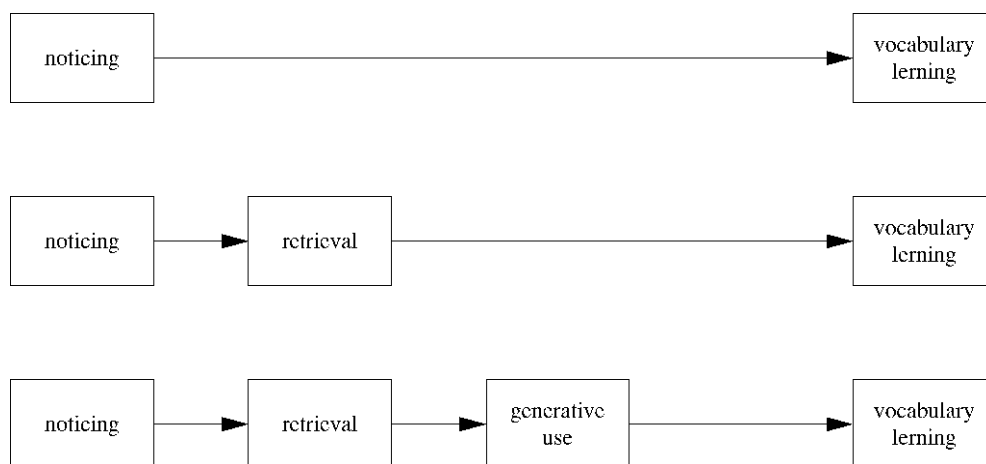 noticing
vocabulary
lerning
noticing
retrieval
vocabulary
lerning
noticing
retrieval
generative
use
vocabulary
lerning